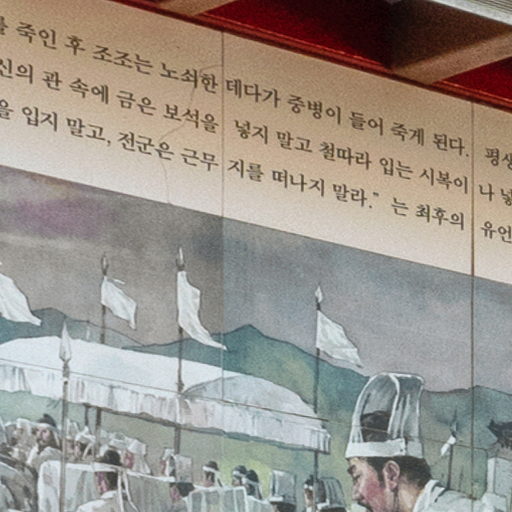 죽인 후 조조는 노쇠한 데다가 중병이 들어 죽게 된다. 평생
신의 관 속에 금은 보석을 넣지 말고 철따라 입는 시복이나 넣
을 입지 말고, 전군은 근무지를 떠나지 말라.” 는 최후의 유언